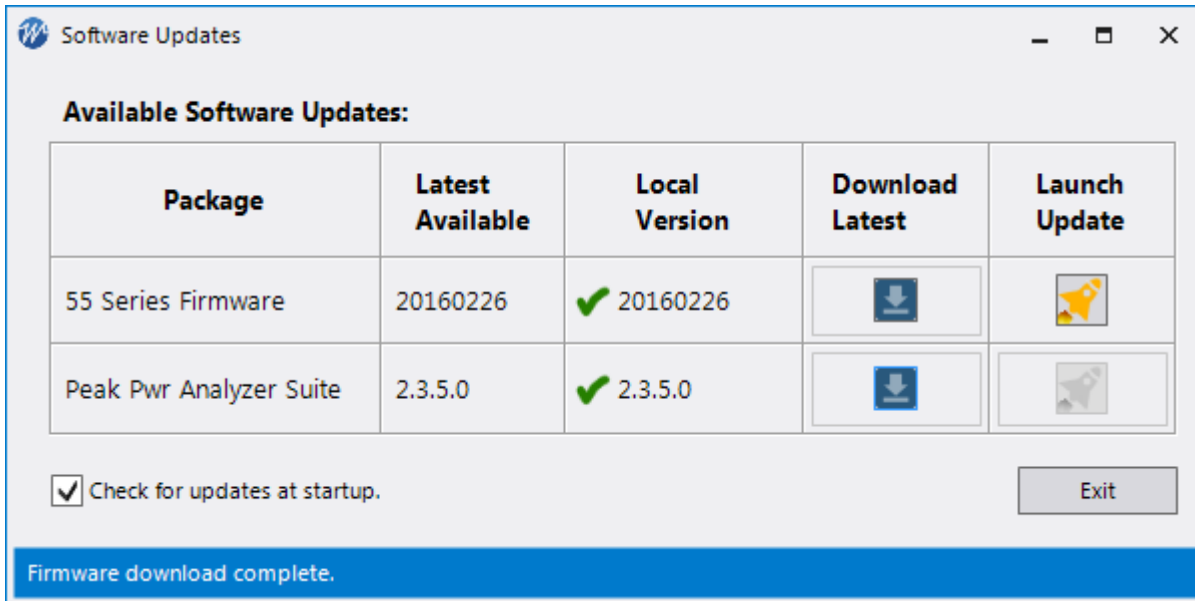 Software Updates
Available Software Updates:
Package
Latest
Available
Local
Version
Download
Latest
Launch
Update
55 Series Firmware 20160226 20160226
Peak Pwr Analyzer Suite 2.3.5.0 2.3.5.0
Check for updates at startup.
Exit
Firmware download complete.